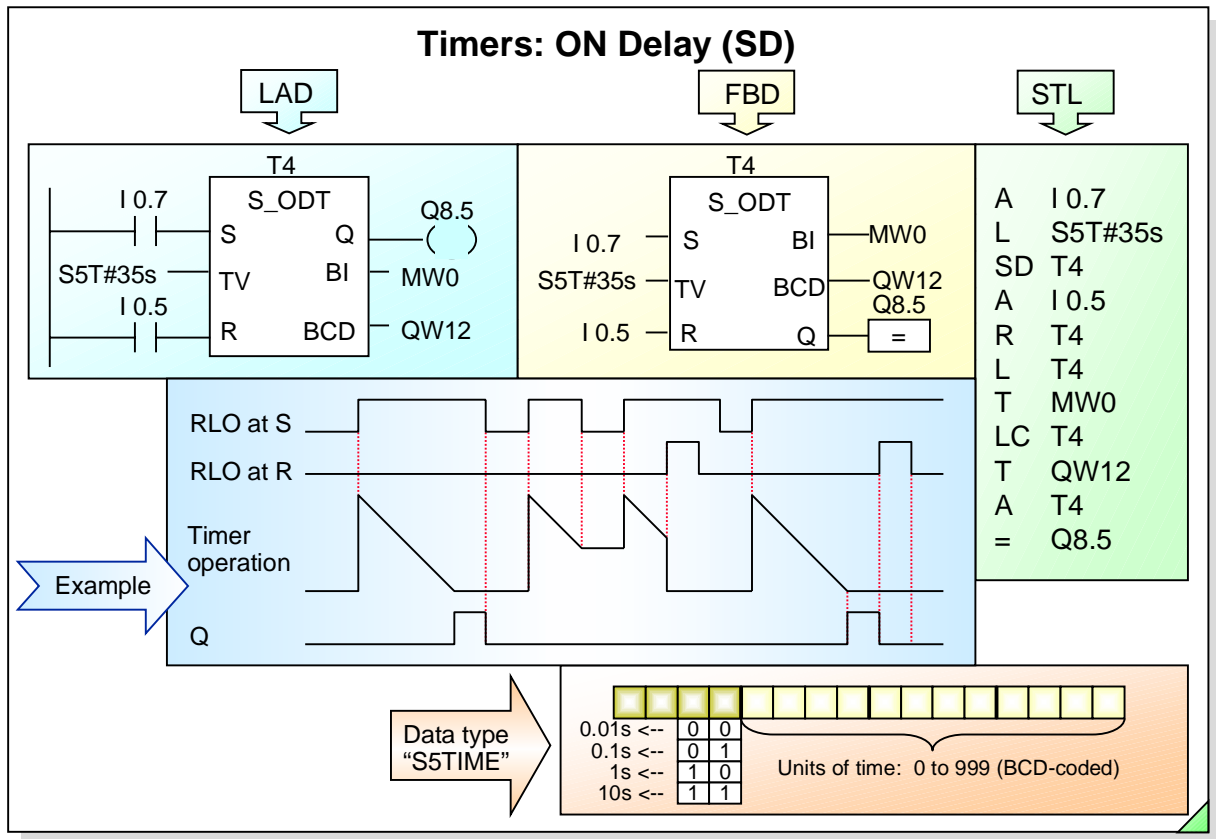 Timers: ON Delay (SD)
LAD
FBD
STL
T4
S_ODT
I 0.7
S
Q
Q8.5
S5T#35s
TV
BI
MW0
I 0.5
R
BCD
QW12
T4
S_ODT
I 0.7
S
BI
MW0
S5T#35s
TV
BCD
QW12
Q8.5
I 0.5
R
Q
=
A I 0.7
L S5T#35s
SD T4
A I 0.5
R T4
L T4
T MW0
LC T4
T QW12
A T4
= Q8.5
RLO at S
RLO at R
Timer
operation
Q
Example
Data type
“S5TIME”
0.01s <-- 0 0
0.1s <-- 0 1
1s <-- 1 0
10s <-- 1 1
Units of time: 0 to 999 (BCD-coded)